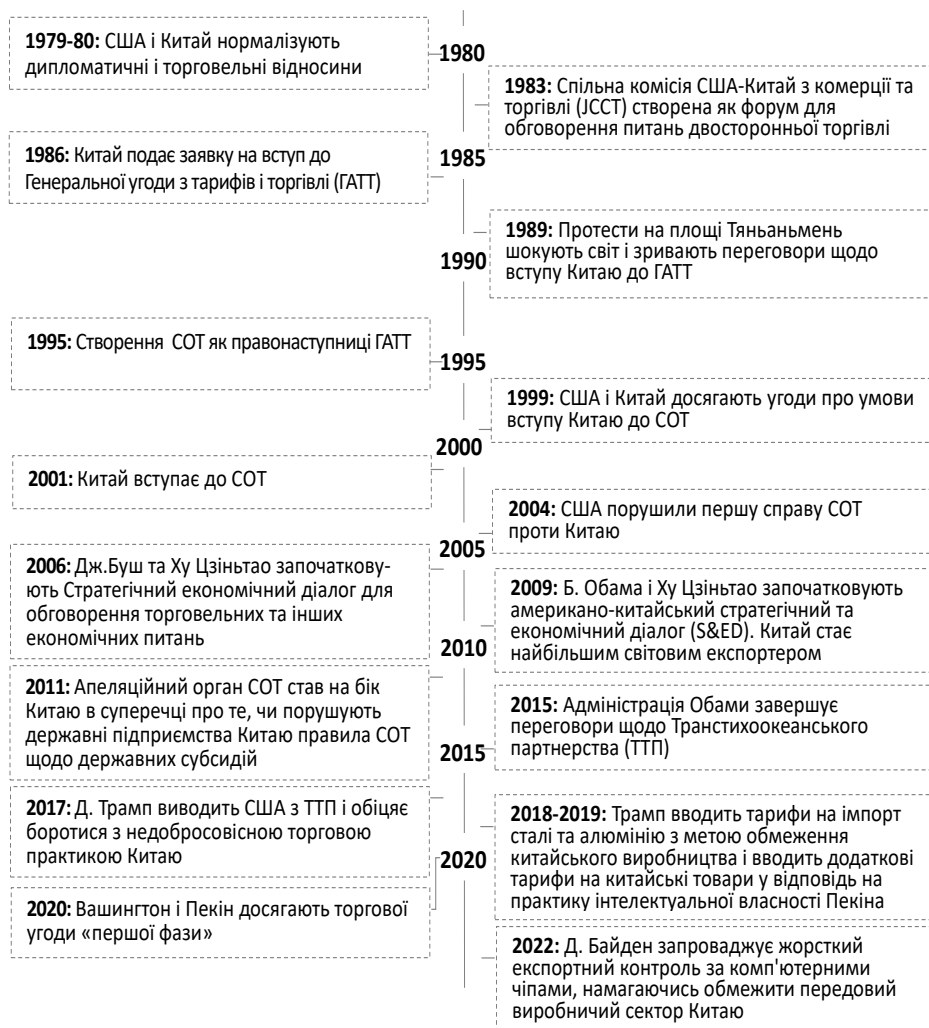 1979-80: США і Китай нормалізують
дипломатичні і торговельні відносини
1980
1983: Спільна комісія США-Китай з комерції та
торгівлі (JCCT) створена як форум для
обговорення питань двосторонньої торгівлі
1986: Китай подає заявку на вступ до
Генеральної угоди з тарифів і торгівлі (ГАТТ)
1985
1989: Протести на площі Тяньаньмень
шокують світ і зривають переговори щодо
вступу Китаю до ГАТТ
1990
1995: Створення СОТ як правонаступниці ГАТТ
1995
1999: США і Китай досягають угоди про умови
вступу Китаю до СОТ
2000
2001: Китай вступає до СОТ
2004: США порушили першу справу СОТ
проти Китаю
2005
2006: Дж.Буш та Ху Цзіньтао започаткову-
ють Стратегічний економічний діалог для
обговорення торговельних та інших
економічних питань
2009: Б. Обама і Ху Цзіньтао започатковують
американо-китайський стратегічний та
економічний діалог (S&ED). Китай стає
найбільшим світовим експортером
2010
2011: Апеляційний орган СОТ став на бік
Китаю в суперечці про те, чи порушують
державні підприємства Китаю правила СОТ
щодо державних субсидій
2015: Адміністрація Обами завершує
переговори щодо Транстихоокеанського
партнерства (ТТП)
2015
2017: Д. Трамп виводить США з ТТП і обіцяє
боротися з недобросовісною торговою
практикою Китаю
2018-2019: Трамп вводить тарифи на імпорт
сталі та алюмінію з метою обмеження
китайського виробництва і вводить додаткові
тарифи на китайські товари у відповідь на
практику інтелектуальної власності Пекіна
2020
2020: Вашингтон і Пекін досягають торгової
угоди «першої фази»
2022: Д. Байден запроваджує жорсткий
експортний контроль за комп'ютерними
чіпами, намагаючись обмежити передовий
виробничий сектор Китаю